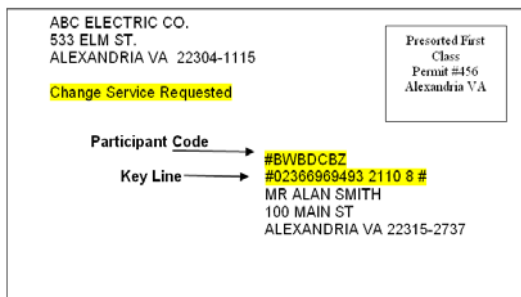 ABC ELECTRIC CO.
533 ELM ST.
ALEXANDRIA VA 22304-1115
Presorted First
Class
Permit #456
Alexandria VA
Change Service Requested
Participant Code
#BWBDCBZ
Key Line
#02366969493 2110 8 #
MR ALAN SMITH
100 MAIN ST
ALEXANDRIA VA 22315-2737